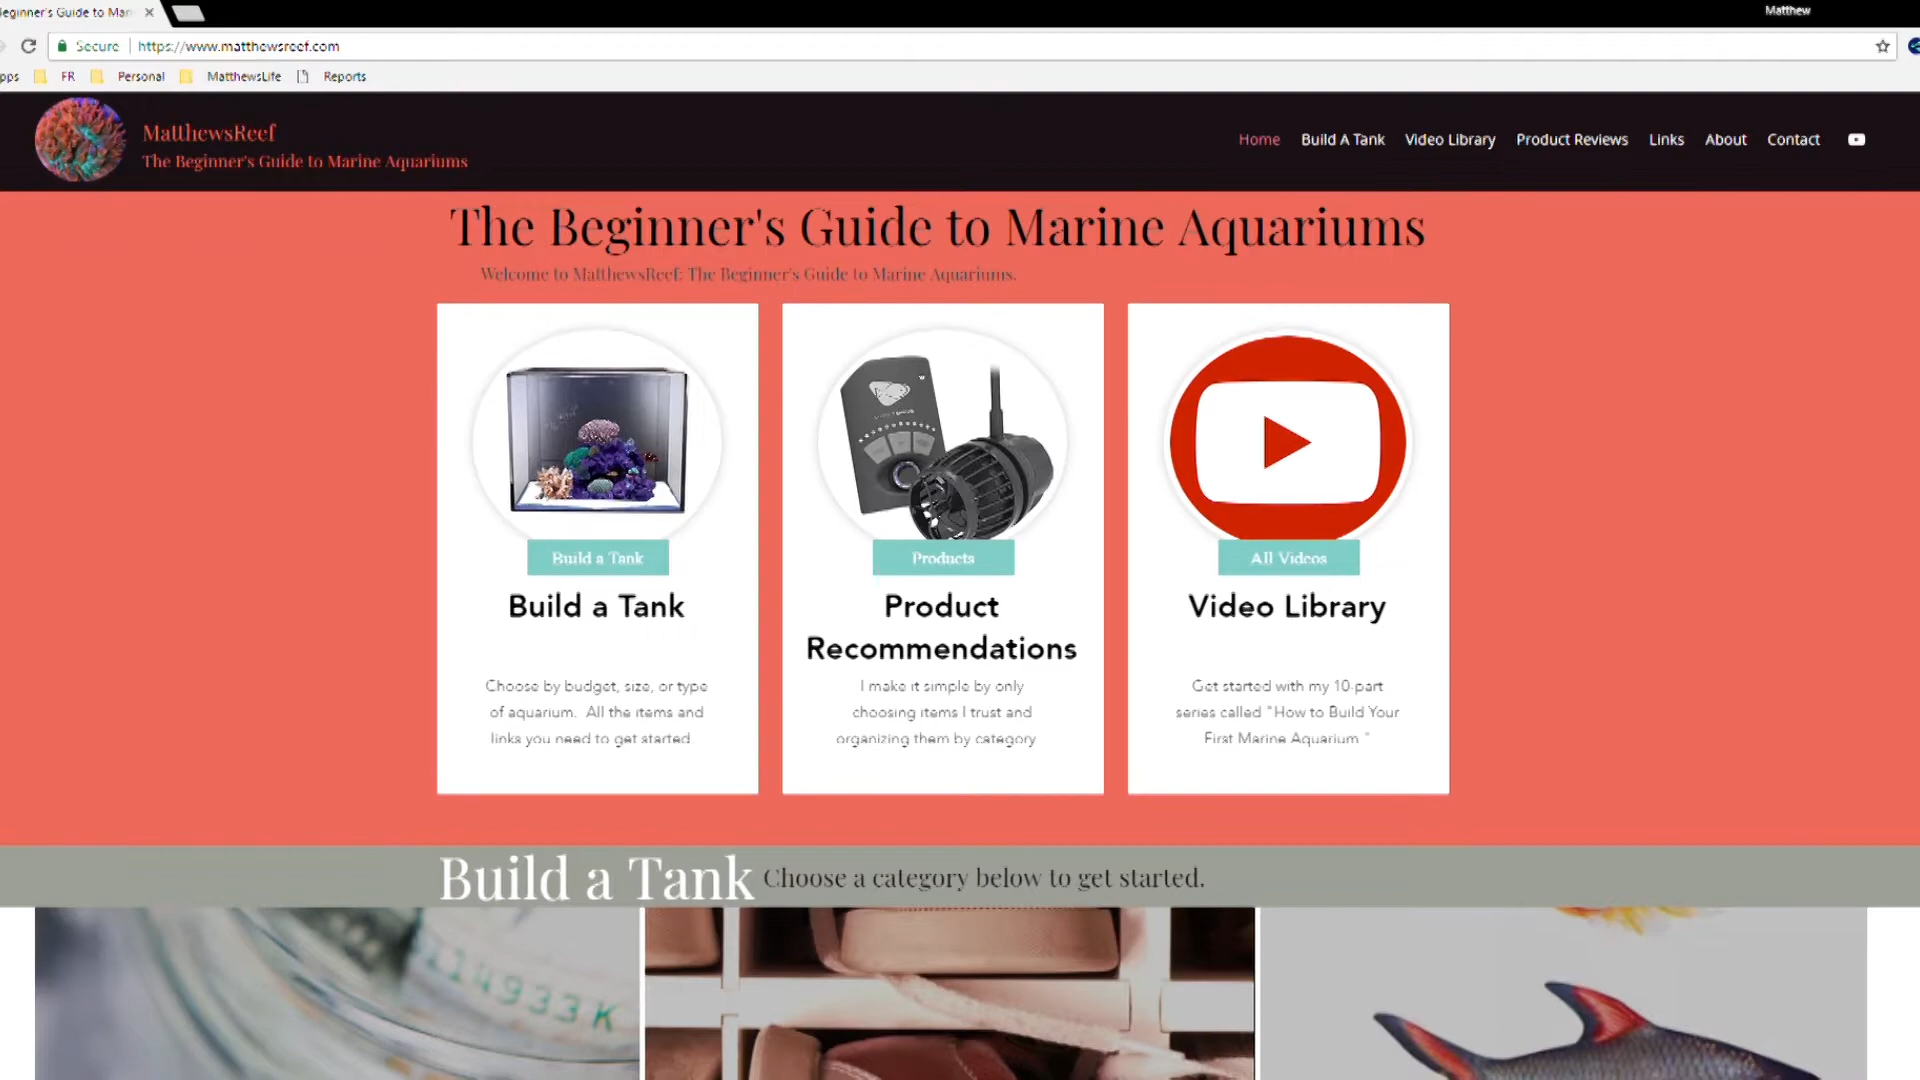 Beginner's Guide to Mar
Matthew
Secure
https://www.matthewsreef.com
pps
FR
Personal
MatthewsLife
Reports
MatthewsReef
The Beginner's Guide to Marine Aquariums
Home
Build A Tank
Video Library
Product Reviews
Links
About
Contact
The Beginner's Guide to Marine Aquariums
Welcome to MatthewsReef: The Beginner's Guide to Marine Aquariums.
Build a Tank
Build a Tank
Choose by budget, size, or type
of aquarium. All the items and
links you need to get started.
Products
Product
Recommendations
I make it simple by only
choosing items I trust and
organizing them by category
All Videos
Video Library
Get started with my 10-part
series called "How to Build Your
First Marine Aquarium."
Build a Tank Choose a category below to get started.
114933 K